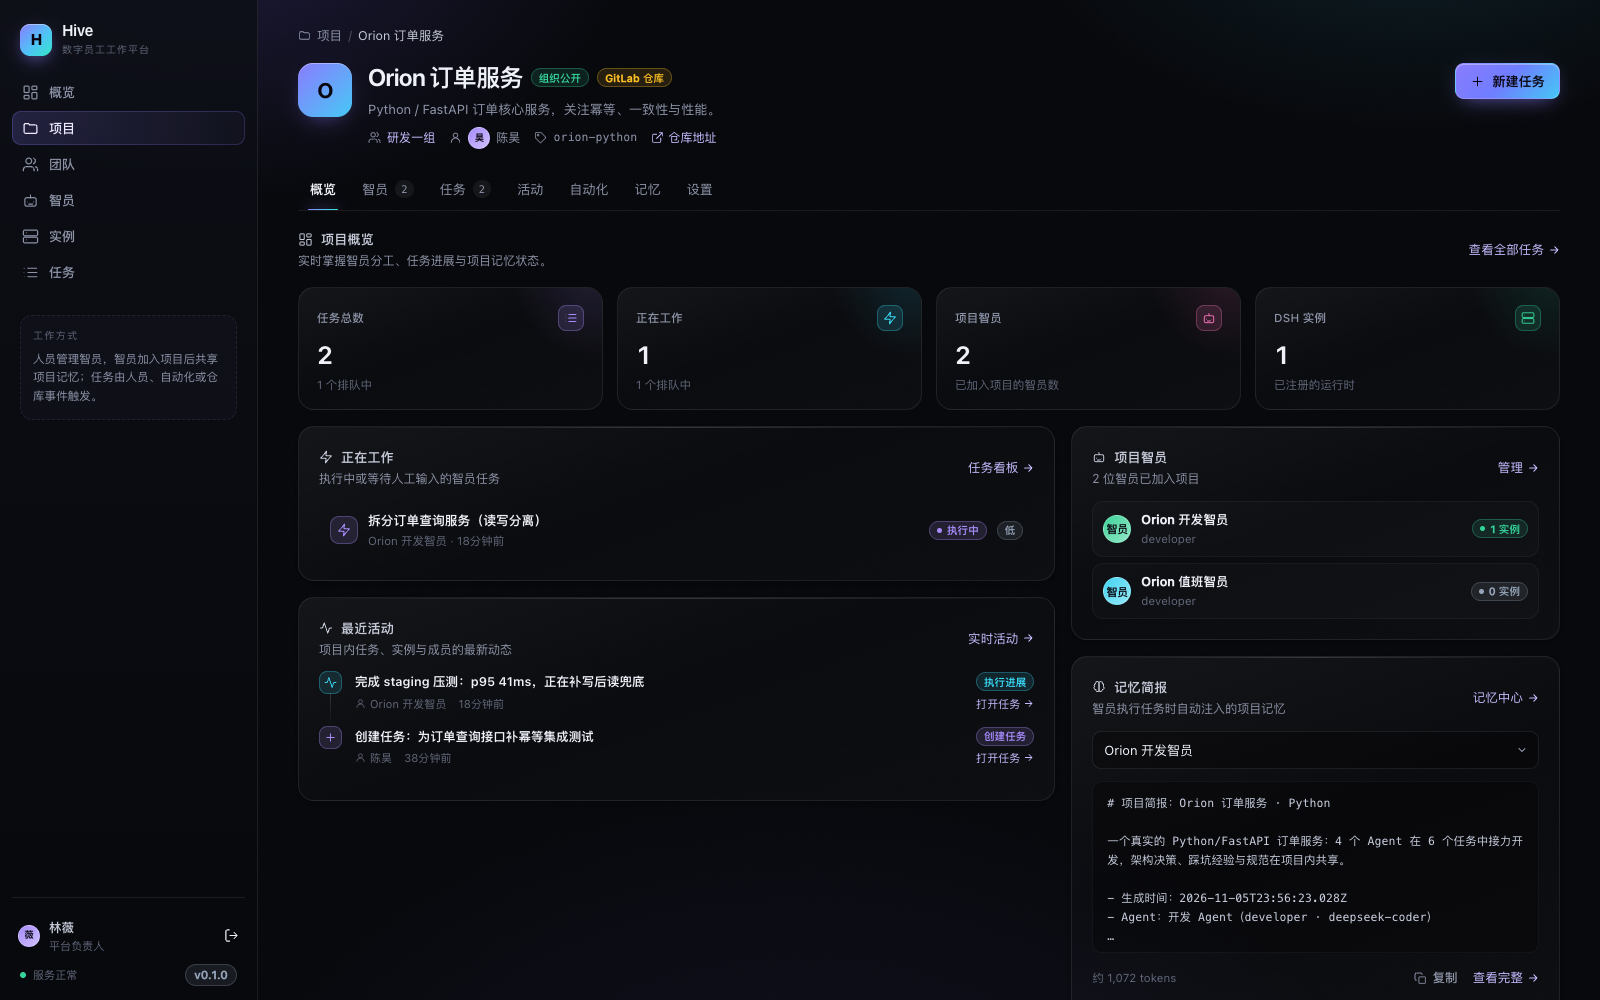 H
Hive
数字员工工作平台
概览
项目
团队
智员
实例
任务
工作方式
人员管理智员，智员加入项目后共享
项目记忆；任务由人员、自动化或仓
库事件触发。
薇
林薇
平台负责人
服务正常
v0.1.0
项目 / Orion 订单服务
O
Orion 订单服务
组织公开
GitLab 仓库
Python / FastAPI 订单核心服务，关注幂等、一致性与性能。
研发一组
昊
陈昊
orion-python
仓库地址
新建任务
概览
智员 2
任务 2
活动
自动化
记忆
设置
项目概览
实时掌握智员分工、任务进展与项目记忆状态。
查看全部任务 →
任务总数
2
1 个排队中
正在工作
1
1 个排队中
项目智员
2
已加入项目的智员数
DSH 实例
1
已注册的运行时
正在工作
执行中或等待人工输入的智员任务
任务看板 →
拆分订单查询服务（读写分离）
Orion 开发智员 · 18分钟前
执行中
低
最近活动
项目内任务、实例与成员的最新动态
实时活动 →
完成 staging 压测：p95 41ms，正在补写后读兜底
Orion 开发智员 18分钟前
执行进展
打开任务 →
创建任务：为订单查询接口补幂等集成测试
陈昊 38分钟前
创建任务
打开任务 →
项目智员
2 位智员已加入项目
管理 →
智员
Orion 开发智员
developer
1 实例
智员
Orion 值班智员
developer
0 实例
记忆简报
智员执行任务时自动注入的项目记忆
记忆中心 →
Orion 开发智员
# 项目简报：Orion 订单服务 · Python
一个真实的 Python/FastAPI 订单服务：4 个 Agent 在 6 个任务中接力开
发，架构决策、踩坑经验与规范在项目内共享。
- 生成时间：2026-11-05T23:56:23.028Z
- Agent：开发 Agent（developer · deepseek-coder）
…
约 1,072 tokens
复制
查看完整 →